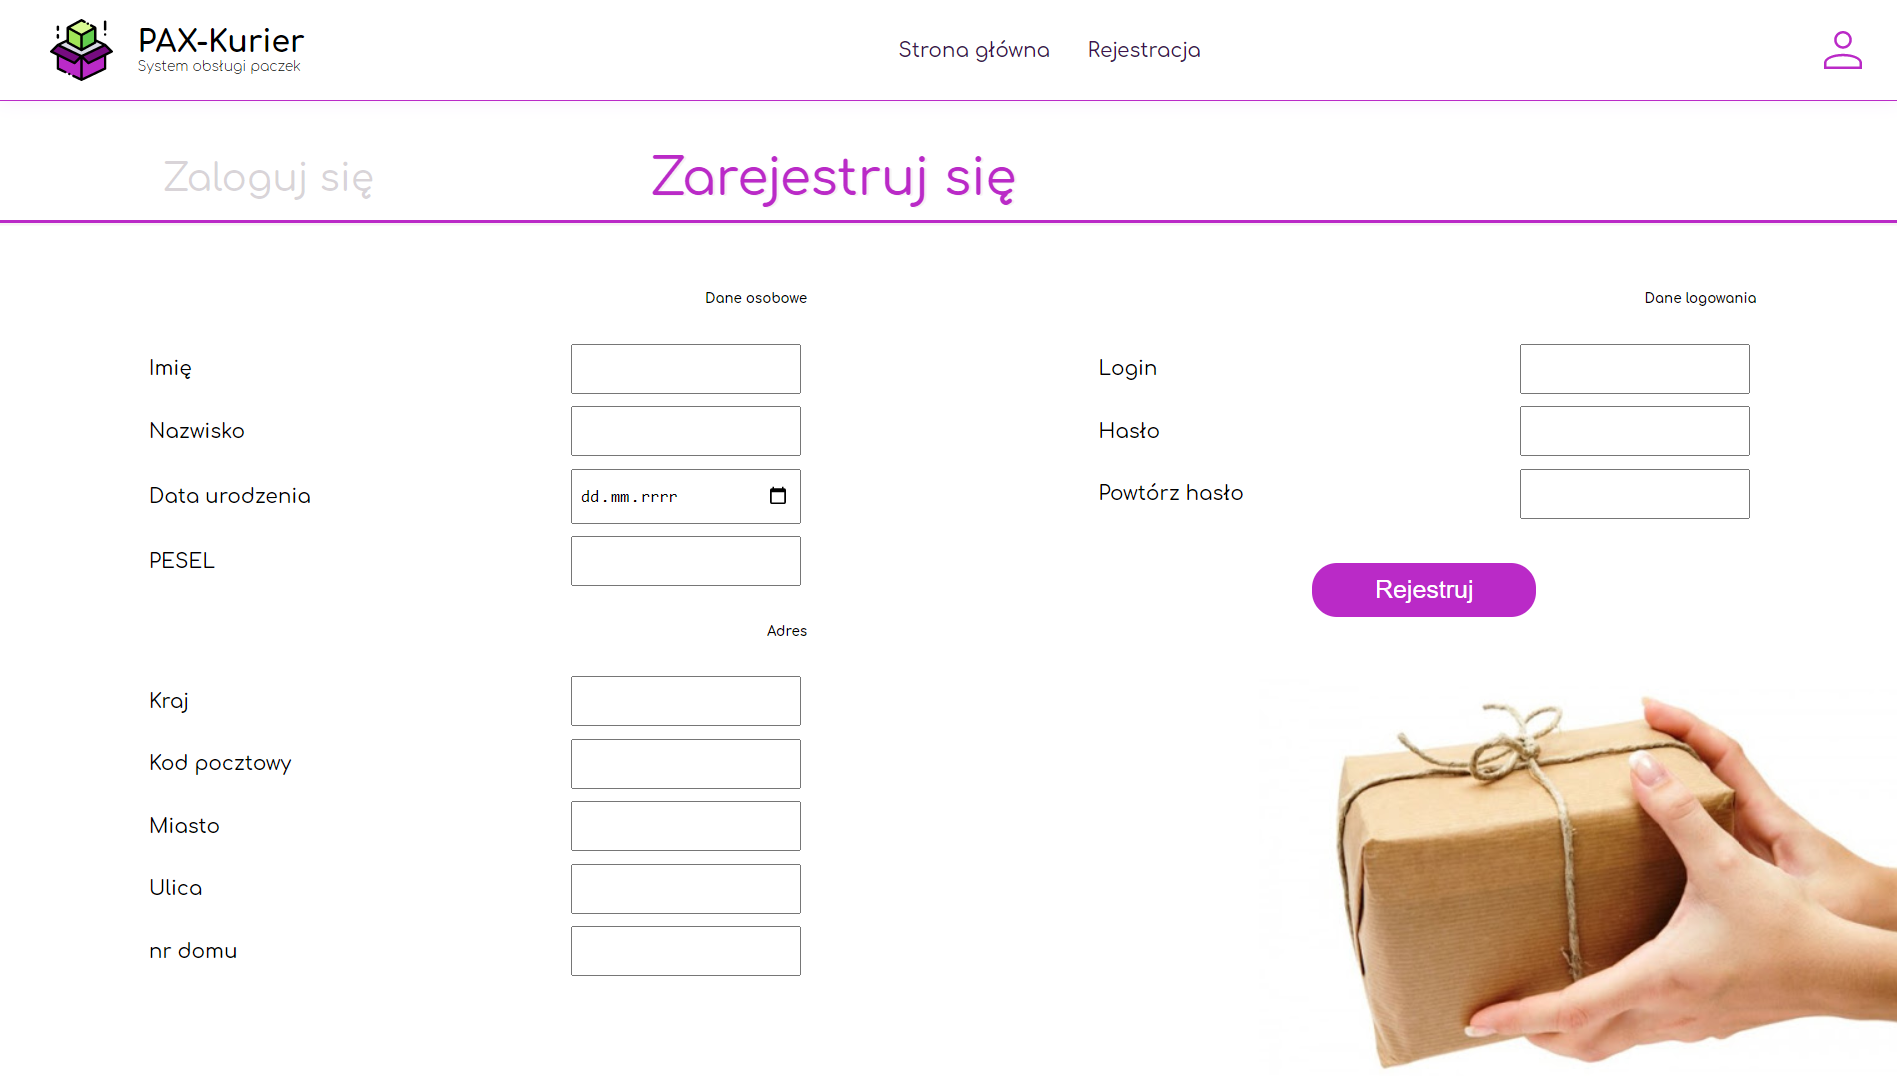 PAX-Kurier
System obsługi paczek
Strona główna
Rejestracja
Zaloguj się
Zarejestruj się
Dane osobowe
Imię
Nazwisko
Data urodzenia
dd.mm.rrrr
PESEL
Adres
Kraj
Kod pocztowy
Miasto
Ulica
nr domu
Dane logowania
Login
Hasło
Powtórz hasło
Rejestruj